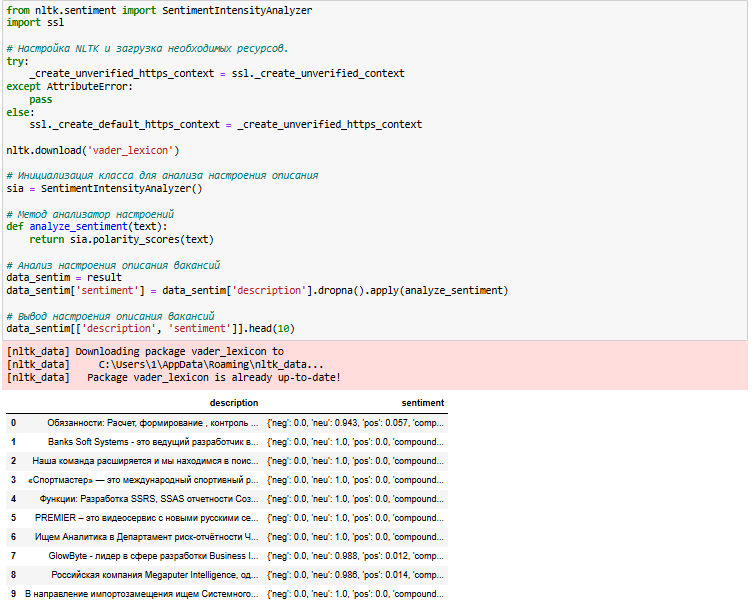 from nltk.sentiment import SentimentIntensityAnalyzer
import ssl
# Настройка NLTK и загрузка необходимых ресурсов.
try:
    _create_unverified_https_context = ssl._create_unverified_context
except AttributeError:
    pass
else:
    ssl._create_default_https_context = _create_unverified_https_context
nltk.download('vader_lexicon')
# Инициализация класса для анализа настроения описания
sia = SentimentIntensityAnalyzer()
# Метод анализатор настроений
def analyze_sentiment(text):
    return sia.polarity_scores(text)
# Анализ настроения описания вакансий
data_sentim = result
data_sentim['sentiment'] = data_sentim['description'].dropna().apply(analyze_sentiment)
# Вывод настроения описания вакансий
data_sentim[['description', 'sentiment']].head(10)
[nltk_data] Downloading package vader_lexicon to
[nltk_data]     C:\Users\1\AppData\Roaming\nltk_data...
[nltk_data]   Package vader_lexicon is already up-to-date!
description sentiment
0 Обязанности: Расчет, формирование , контроль ... {'neg': 0.0, 'neu': 0.943, 'pos': 0.057, 'comp...
1 Banks Soft Systems - это ведущий разработчик в... {'neg': 0.0, 'neu': 1.0, 'pos': 0.0, 'compound...
2 Наша команда расширяется и мы находимся в поис... {'neg': 0.0, 'neu': 1.0, 'pos': 0.0, 'compound...
3 «Спортмастер» — это международный спортивный р... {'neg': 0.0, 'neu': 1.0, 'pos': 0.0, 'compound...
4 Функции: Разработка SSRS, SSAS отчетности Соз... {'neg': 0.0, 'neu': 1.0, 'pos': 0.0, 'compound...
5 PREMIER – это видеосервис с новыми русскими се... {'neg': 0.0, 'neu': 1.0, 'pos': 0.0, 'compound...
6 Ищем Аналитика в Департамент риск-отчётности Ч... {'neg': 0.0, 'neu': 1.0, 'pos': 0.0, 'compound...
7 GlowByte - лидер в сфере разработки Business I... {'neg': 0.0, 'neu': 0.988, 'pos': 0.012, 'comp...
8 Российская компания Megaputer Intelligence, од... {'neg': 0.0, 'neu': 0.986, 'pos': 0.014, 'comp...
9 В направление импортозамещения ищем Системного... {'neg': 0.0, 'neu': 1.0, 'pos': 0.0, 'compound...